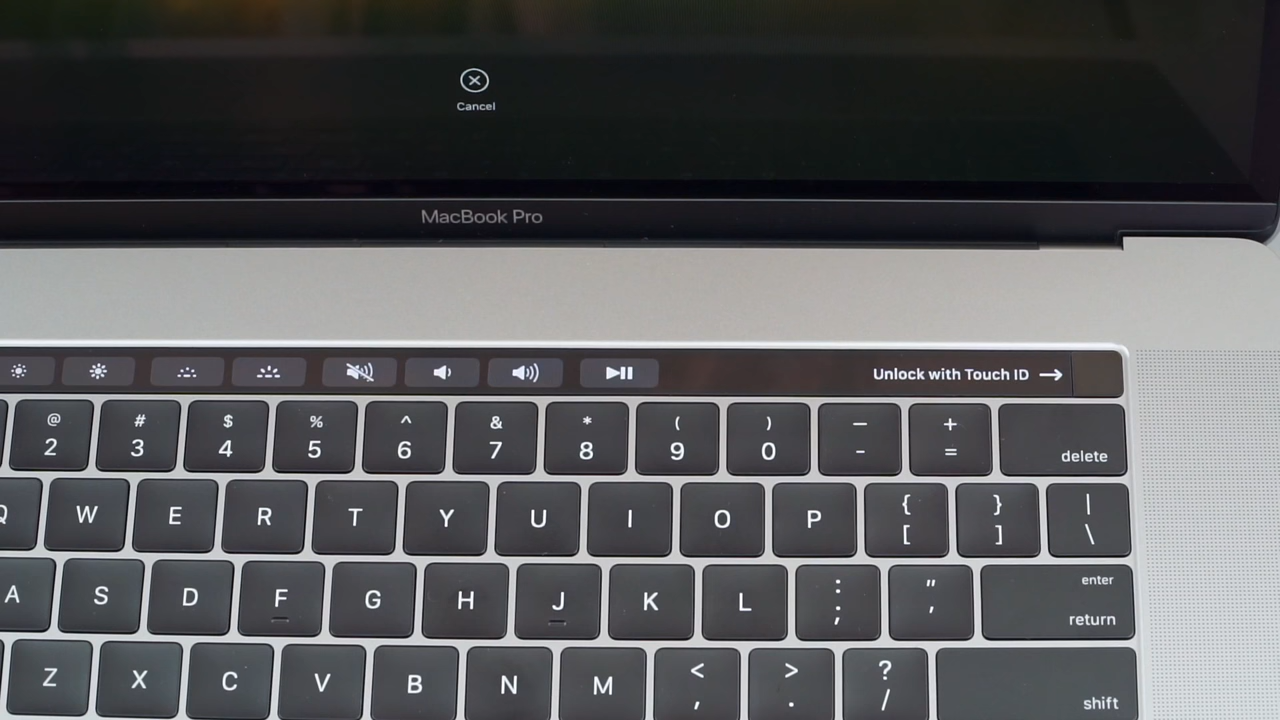 Cancel
MacBook Pro
Unlock with Touch ID →
@ # $ % ^ & * ( ) — +
2 3 4 5 6 7 8 9 0 - =
delete
Q W E R T Y U I O P { } |
[ ] \
A S D F G H J K L : " enter
; ' return
Z X C V B N M < > ?
, . /
shift